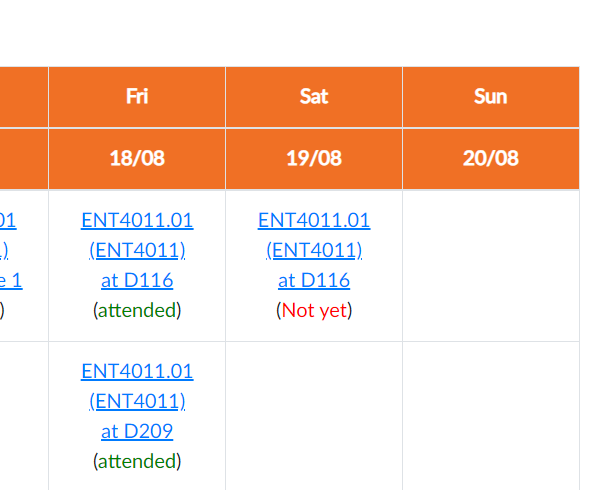 Fri Sat Sun
18/08 19/08 20/08
01 ENT4011.01 ENT4011.01
) (ENT4011) (ENT4011)
e 1 at D116 at D116
) (attended) (Not yet)
ENT4011.01
(ENT4011)
at D209
(attended)